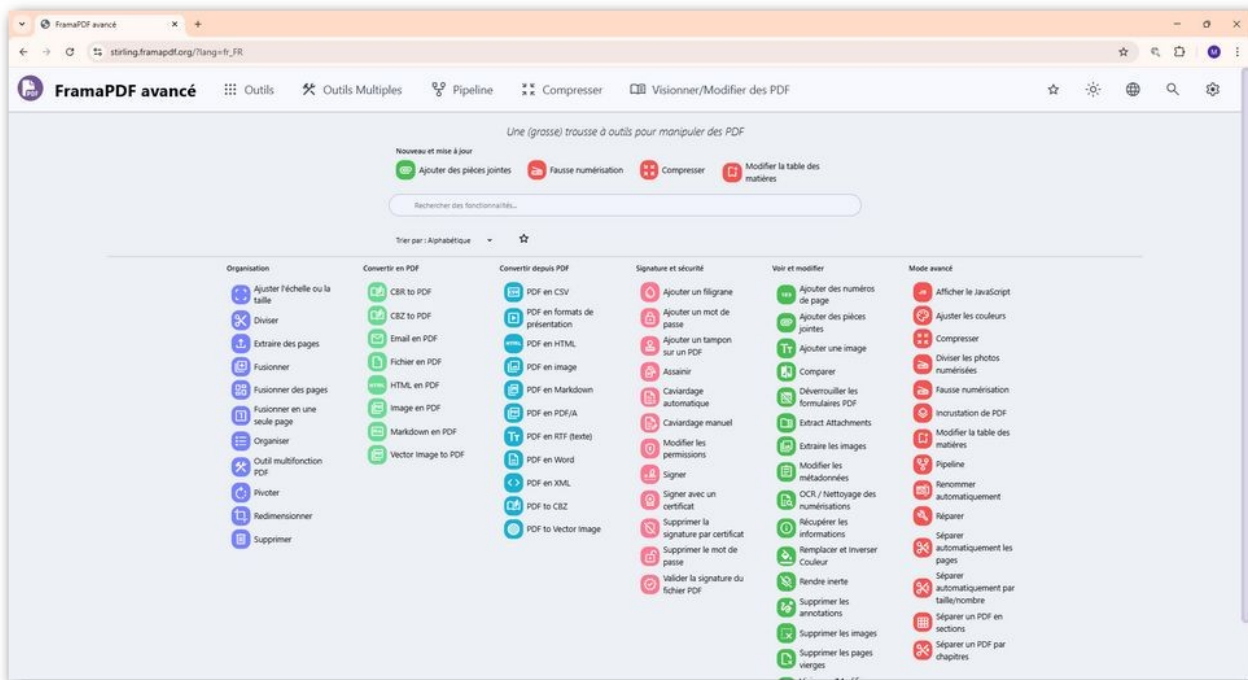 FramaPDF avancé
stirling.framapdf.org/?lang=fr_FR
M
PDF
FramaPDF avancé
Outils
Outils Multiples
Pipeline
Compresser
Visionner/Modifier des PDF
Une (grosse) trousse à outils pour manipuler des PDF
Nouveau et mise à jour
Ajouter des pièces jointes
Fausse numérisation
Compresser
Modifier la table des
matières
Rechercher des fonctionnalités...
Trier par : Alphabétique
Organisation
Ajuster l'échelle ou la
taille
Diviser
Extraire des pages
Fusionner
Fusionner des pages
Fusionner en une
seule page
Organiser
Outil multifonction
PDF
Pivoter
Redimensionner
Supprimer
Convertir en PDF
CBR to PDF
CBZ to PDF
Email en PDF
Fichier en PDF
HTML en PDF
Image en PDF
Markdown en PDF
Vector Image to PDF
Convertir depuis PDF
PDF en CSV
PDF en formats de
présentation
PDF en HTML
PDF en image
PDF en Markdown
PDF en PDF/A
PDF en RTF (texte)
PDF en Word
PDF en XML
PDF to CBZ
PDF to Vector Image
Signature et sécurité
Ajouter un filigrane
Ajouter un mot de
passe
Ajouter un tampon
sur un PDF
Assainir
Caviardage
automatique
Caviardage manuel
Modifier les
permissions
Signer
Signer avec un
certificat
Supprimer la
signature par certificat
Supprimer le mot de
passe
Valider la signature du
fichier PDF
Voir et modifier
Ajouter des numéros
de page
Ajouter des pièces
jointes
Ajouter une image
Comparer
Déverrouiller les
formulaires PDF
Extract Attachments
Extraire les images
Modifier les
métadonnées
OCR / Nettoyage des
numérisations
Récupérer les
informations
Remplacer et Inverser
Couleur
Rendre inerte
Supprimer les
annotations
Supprimer les images
Supprimer les pages
vierges
Mode avancé
Afficher le JavaScript
Ajuster les couleurs
Compresser
Diviser les photos
numérisées
Fausse numérisation
Incrustation de PDF
Modifier la table des
matières
Pipeline
Renommer
automatiquement
Réparer
Séparer
automatiquement les
pages
Séparer
automatiquement par
taille/nombre
Séparer un PDF en
sections
Séparer un PDF par
chapitres